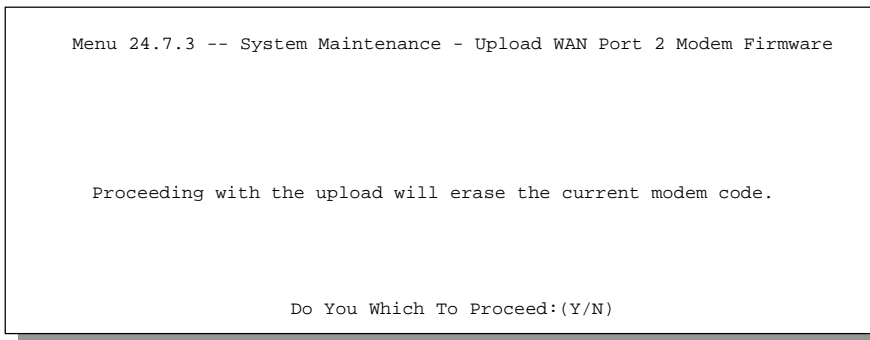 Menu 24.7.3 -- System Maintenance - Upload WAN Port 2 Modem Firmware
Proceeding with the upload will erase the current modem code.
Do You Which To Proceed:(Y/N)